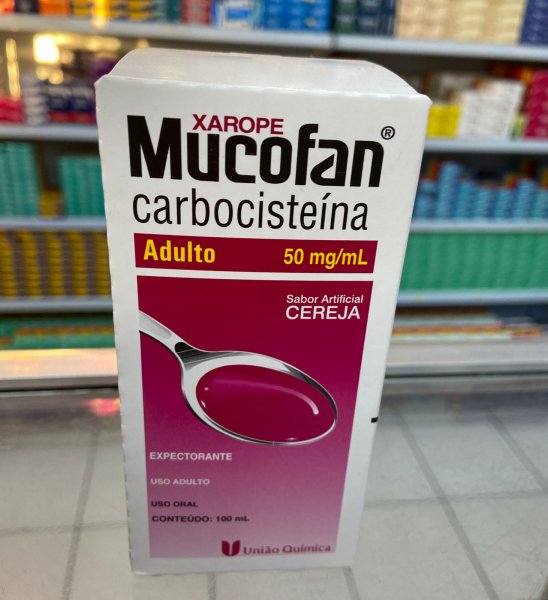 XAROPE
Mucofan®
carbocisteína
Adulto 50 mg/mL
Sabor Artificial
CEREJA
EXPECTORANTE
USO ADULTO
USO ORAL
CONTEÚDO: 100 mL
União Química